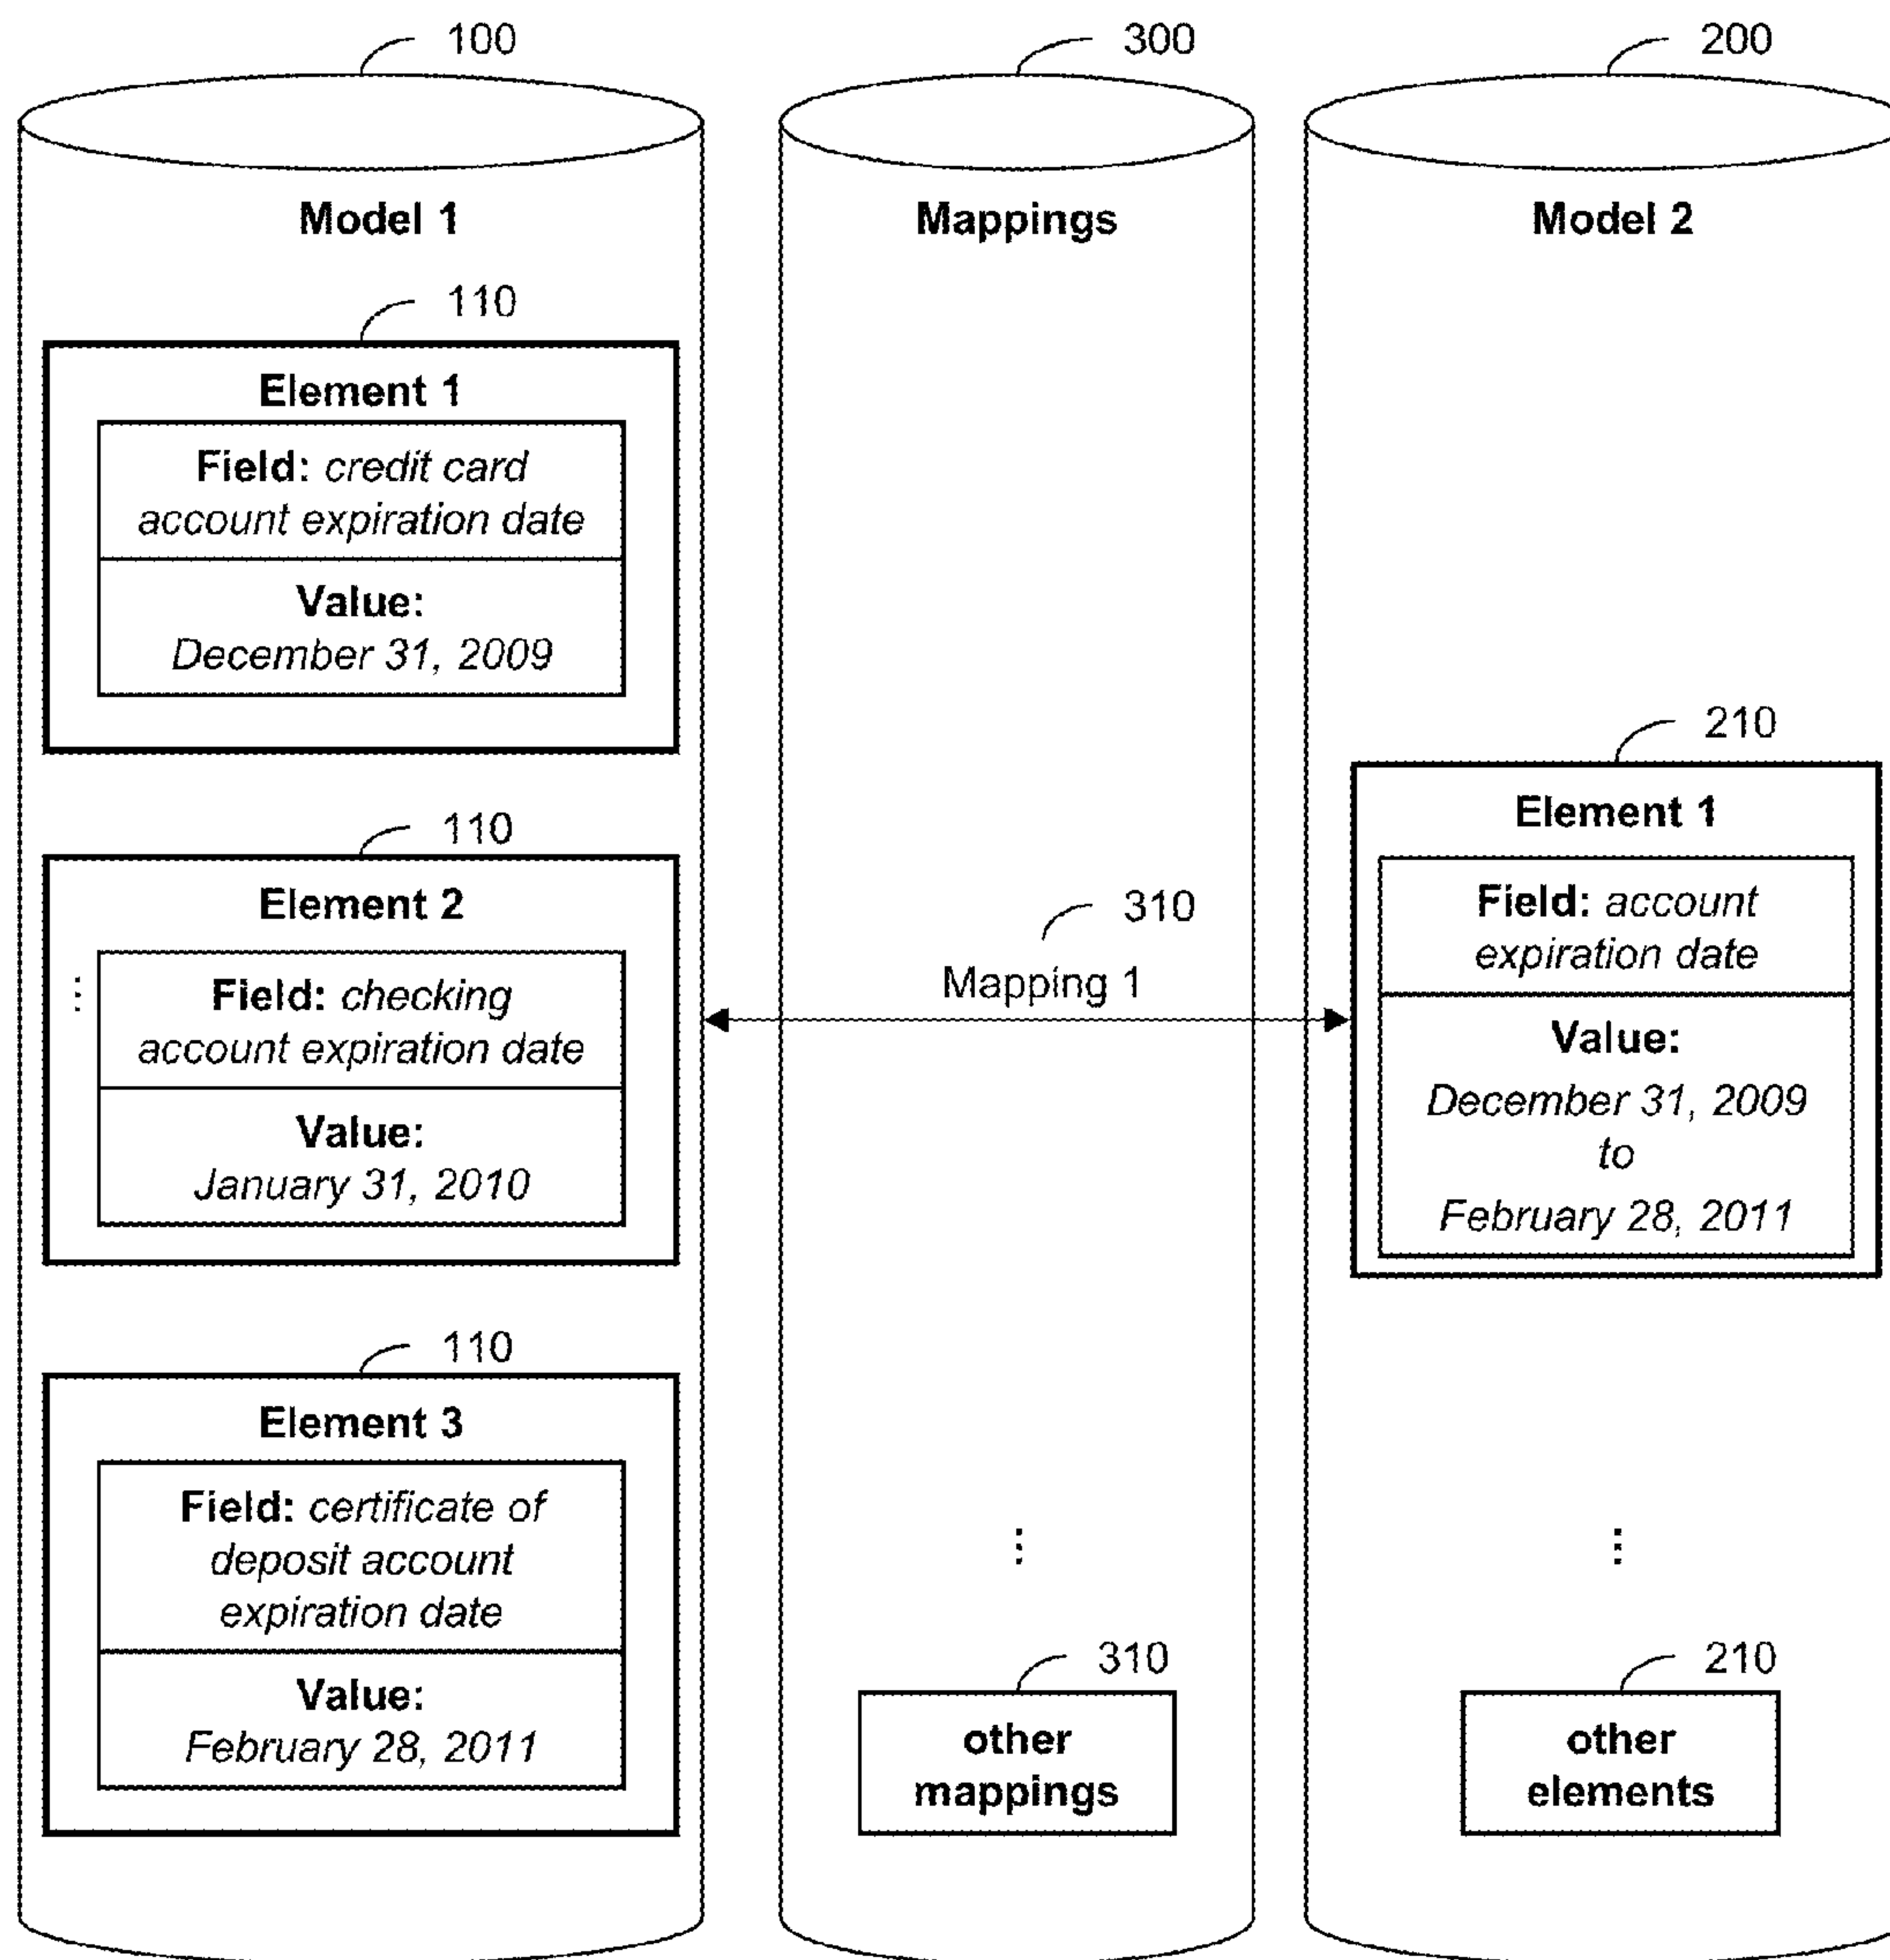 100
300
200
Model 1
Mappings
Model 2
110
Element 1
Field: credit card
account expiration date
Value:
December 31, 2009
110
Element 2
⋮
Field: checking
account expiration date
Value:
January 31, 2010
110
Element 3
Field: certificate of
deposit account
expiration date
Value:
February 28, 2011
310
Mapping 1
⋮
310
other
mappings
210
Element 1
Field: account
expiration date
Value:
December 31, 2009
to
February 28, 2011
⋮
210
other
elements